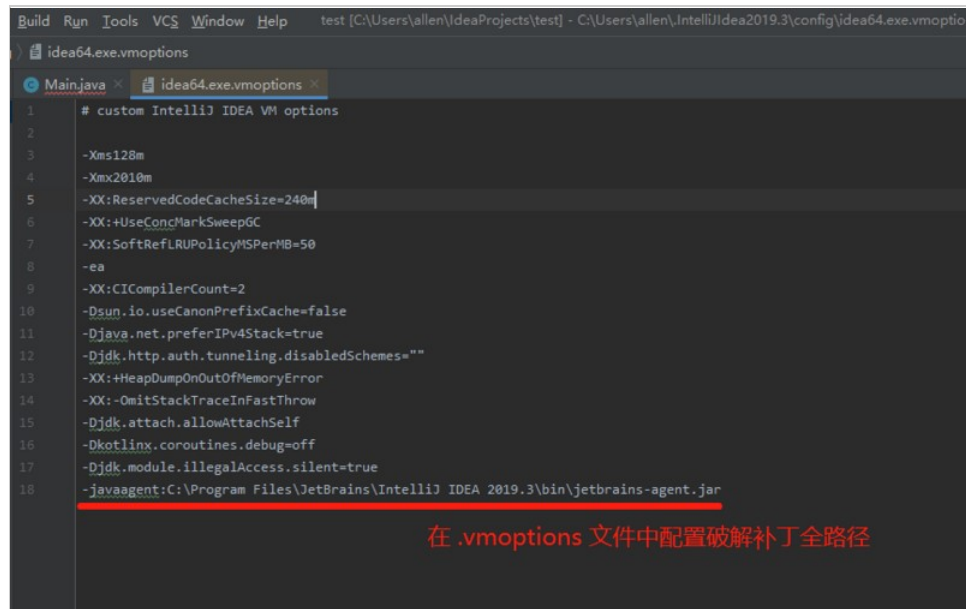 Build Run Tools VCS Window Help test [C:\Users\allen\IdeaProjects\test] - C:\Users\allen\.IntelliJIdea2019.3\config\idea64.exe.vmoptio
idea64.exe.vmoptions
Main.java × idea64.exe.vmoptions ×
1 # custom IntelliJ IDEA VM options
2
3 -Xms128m
4 -Xmx2010m
5 -XX:ReservedCodeCacheSize=240m
6 -XX:+UseConcMarkSweepGC
7 -XX:SoftRefLRUPolicyMSPerMB=50
8 -ea
9 -XX:CICompilerCount=2
10 -Dsun.io.useCanonPrefixCache=false
11 -Djava.net.preferIPv4Stack=true
12 -Djdk.http.auth.tunneling.disabledSchemes=""
13 -XX:+HeapDumpOnOutOfMemoryError
14 -XX:-OmitStackTraceInFastThrow
15 -Djdk.attach.allowAttachSelf
16 -Dkotlinx.coroutines.debug=off
17 -Djdk.module.illegalAccess.silent=true
18 -javaagent:C:\Program Files\JetBrains\IntelliJ IDEA 2019.3\bin\jetbrains-agent.jar
在 .vmoptions 文件中配置破解补丁全路径